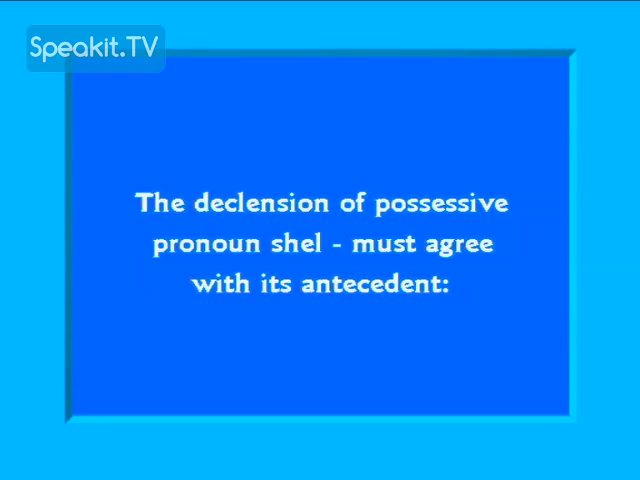 Speakit.TV
The declension of possessive
pronoun shel - must agree
with its antecedent: